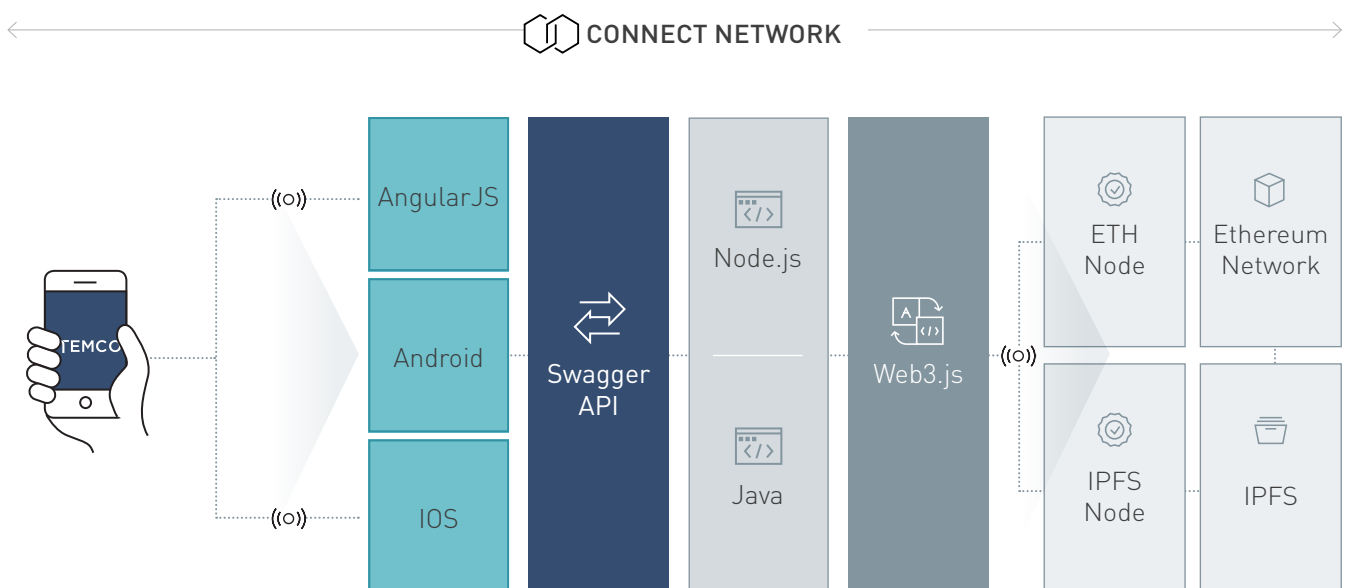 CONNECT NETWORK
TEMCO
AngularJS
Android
IOS
Swagger
API
Node.js
Java
Web3.js
A
ETH
Node
Ethereum
Network
IPFS
Node
IPFS